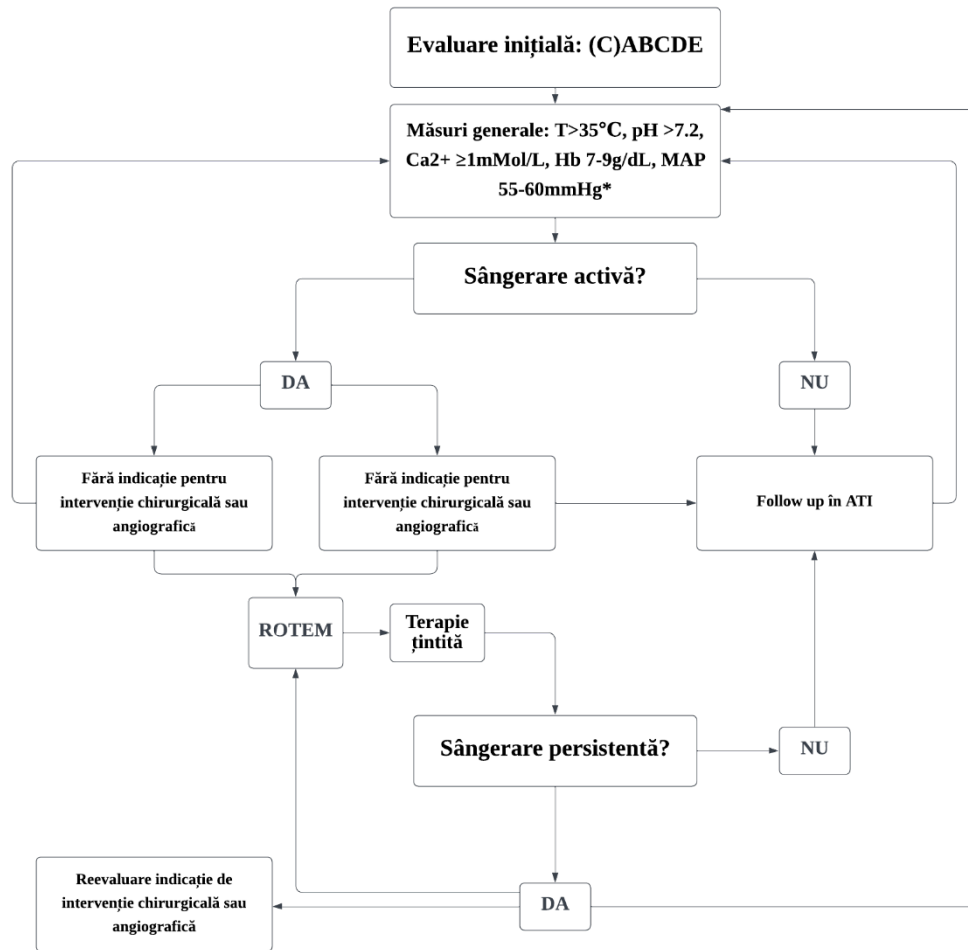 Evaluare inițială: (C)ABCDE
Măsuri generale: T>35℃, pH >7.2,
Ca2+ ≥1mMol/L, Hb 7-9g/dL, MAP
55-60mmHg*
Sângerare activă?
DA
NU
Fără indicație pentru
intervenție chirurgicală sau
angiografică
Fără indicație pentru
intervenție chirurgicală sau
angiografică
Follow up în ATI
ROTEM
Terapie
țintită
Sângerare persistentă?
NU
Reevaluare indicație de
intervenție chirurgicală sau
angiografică
DA